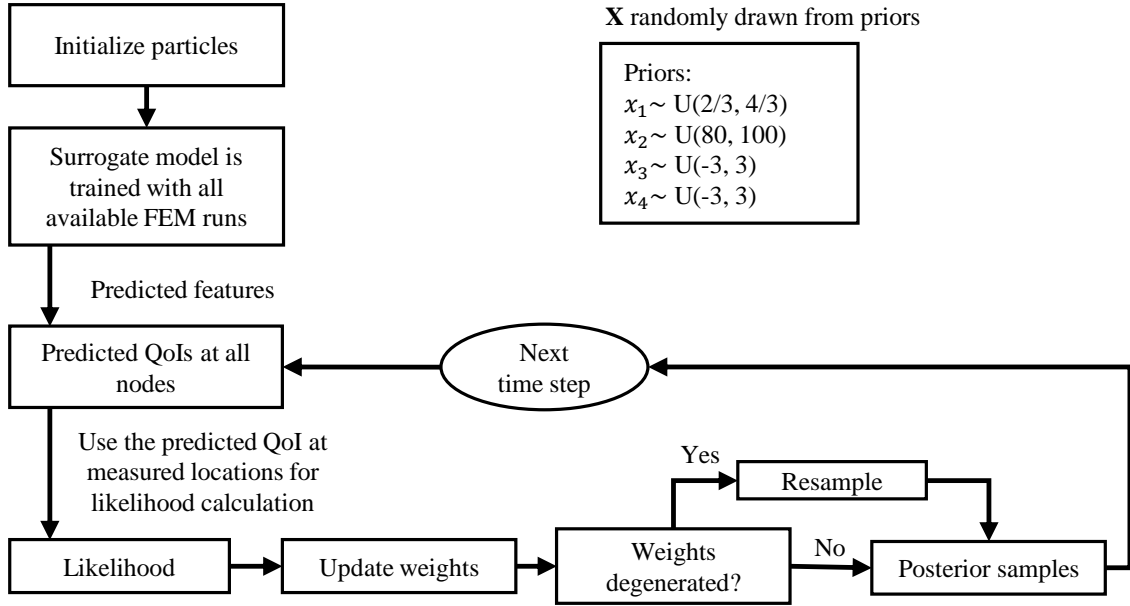 Initialize particles
X randomly drawn from priors
Priors:
𝑥₁~ U(2/3, 4/3)
𝑥₂~ U(80, 100)
𝑥₃~ U(-3, 3)
𝑥₄~ U(-3, 3)
Surrogate model is
trained with all
available FEM runs
Predicted features
Predicted QoIs at all
nodes
Next
time step
Use the predicted QoI at
measured locations for
likelihood calculation
Likelihood
Update weights
Weights
degenerated?
Yes
Resample
No
Posterior samples